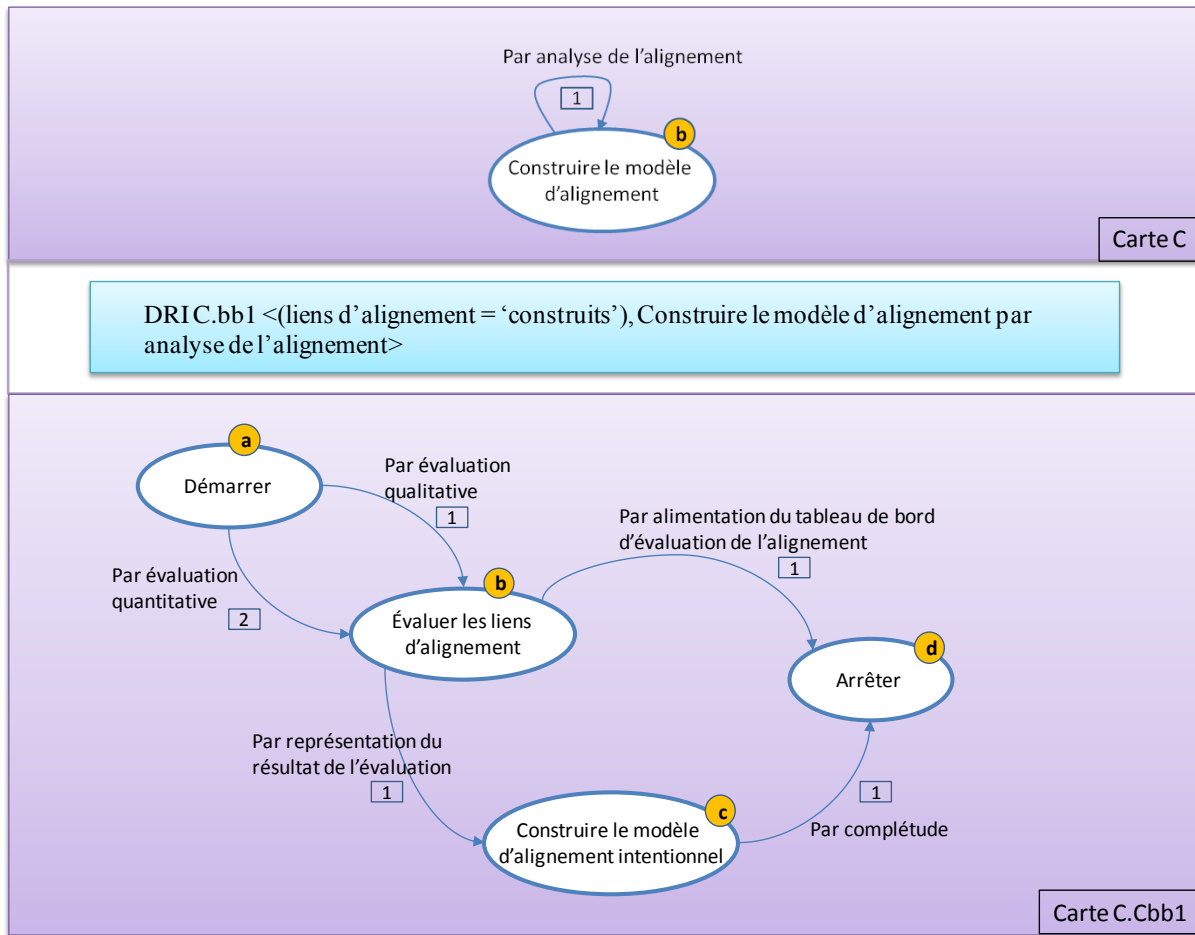 Par analyse de l'alignement
1
b
Construire le modèle
d'alignement
Carte C
DRI C.bb1 <(liens d'alignement = ‘construits’), Construire le modèle d'alignement par
analyse de l'alignement>
a
Démarrer
Par évaluation
qualitative
1
Par évaluation
quantitative
2
b
Évaluer les liens
d'alignement
Par alimentation du tableau de bord
d'évaluation de l'alignement
1
d
Arrêter
Par représentation du
résultat de l'évaluation
1
c
Construire le modèle
d'alignement intentionnel
1
Par complétude
Carte C.Cbb1